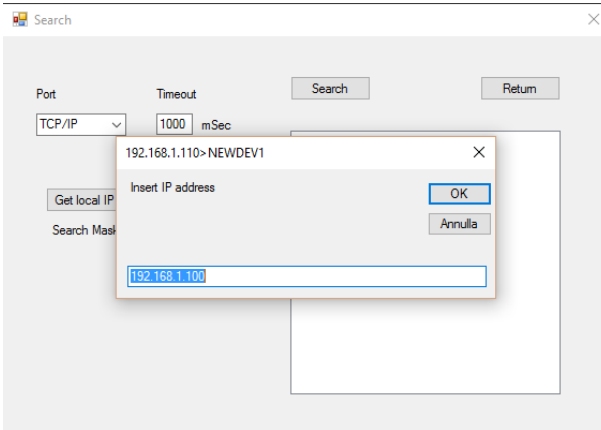 Search
Port
Timeout
Search
Return
TCP/IP
1000 mSec
192.168.1.110>NEWDEV1
Insert IP address
OK
Get local IP
Annulla
Search Mask
192.168.1.100